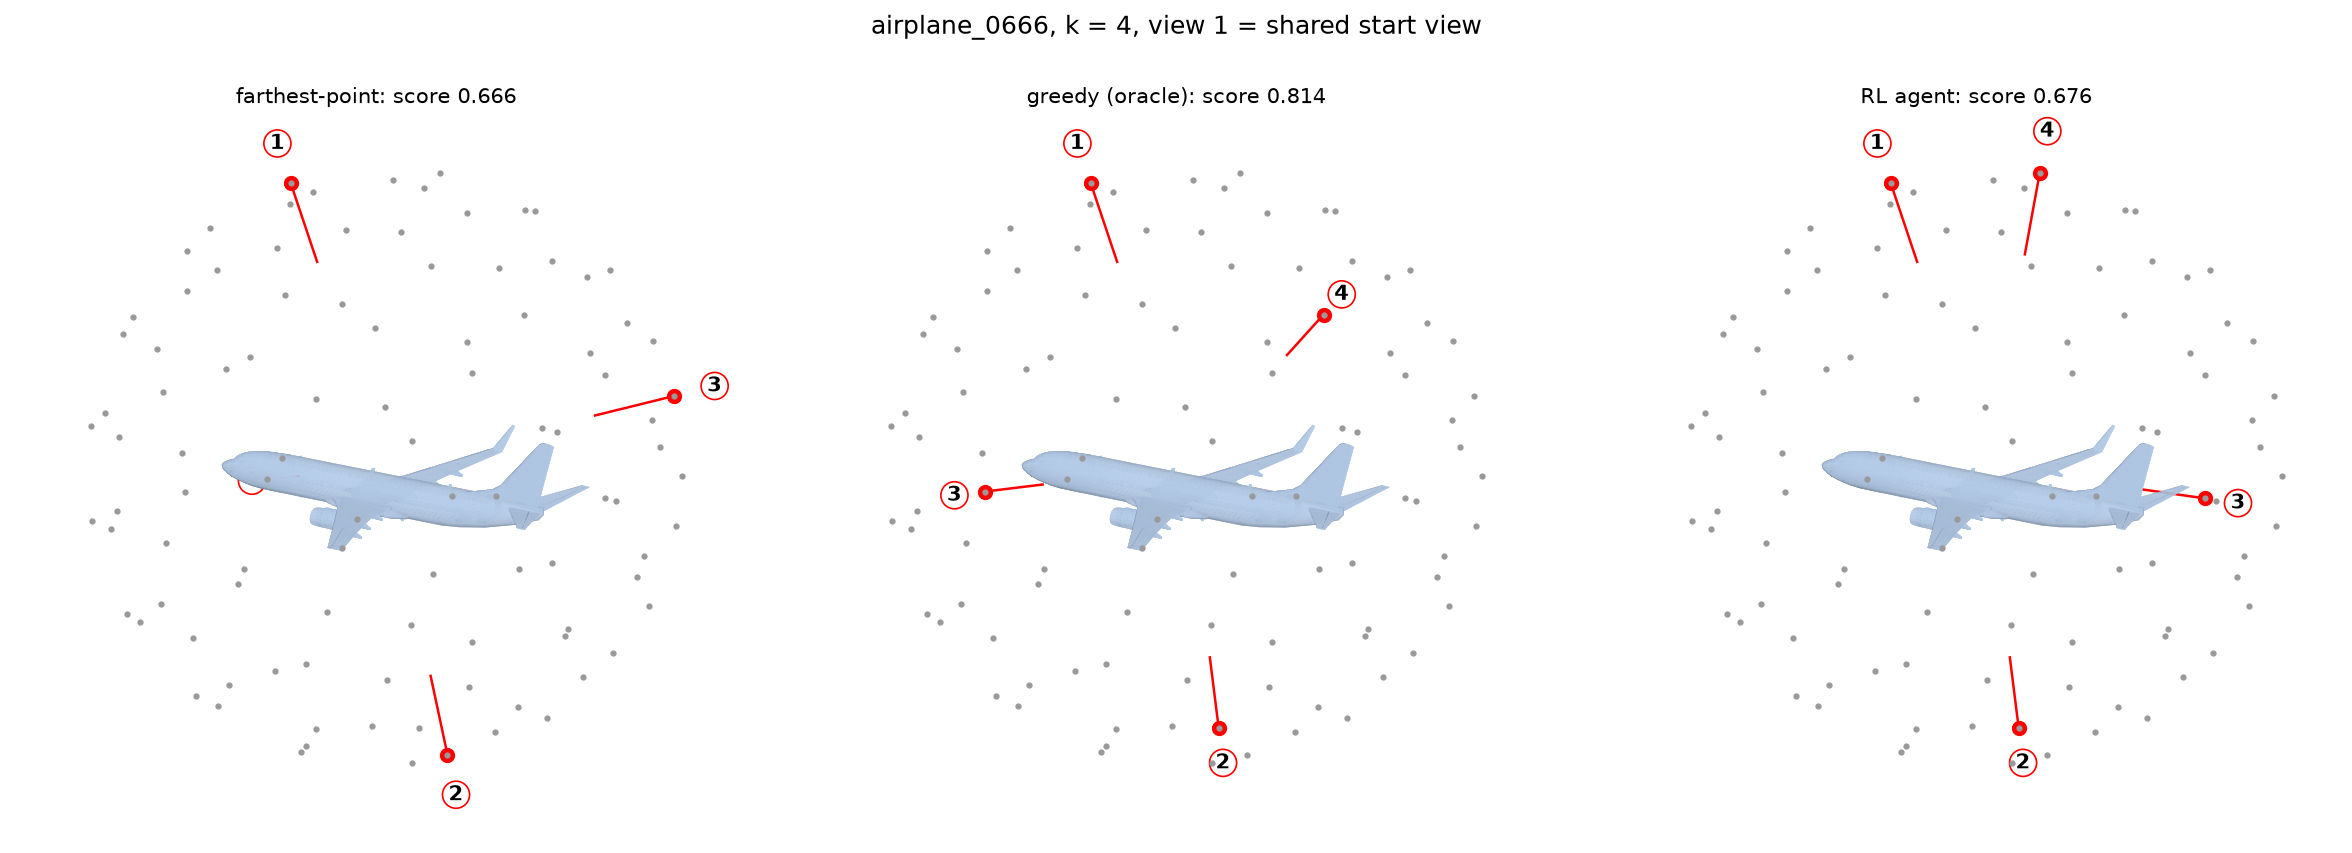 airplane_0666, k = 4, view 1 = shared start view
farthest-point: score 0.666
1
3
2
greedy (oracle): score 0.814
1
4
3
2
RL agent: score 0.676
4
1
3
2